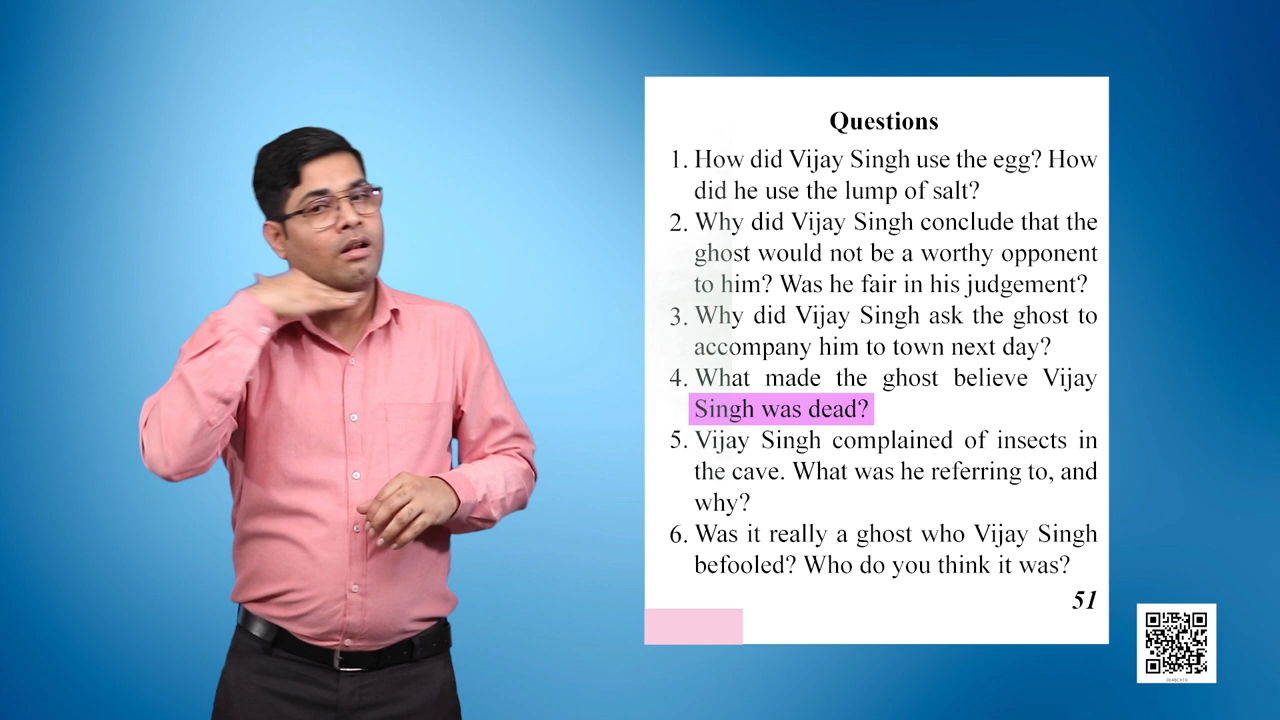 Questions
1. How did Vijay Singh use the egg? How
did he use the lump of salt?
2. Why did Vijay Singh conclude that the
ghost would not be a worthy opponent
to him? Was he fair in his judgement?
3. Why did Vijay Singh ask the ghost to
accompany him to town next day?
4. What made the ghost believe Vijay
Singh was dead?
5. Vijay Singh complained of insects in
the cave. What was he referring to, and
why?
6. Was it really a ghost who Vijay Singh
befooled? Who do you think it was?
51